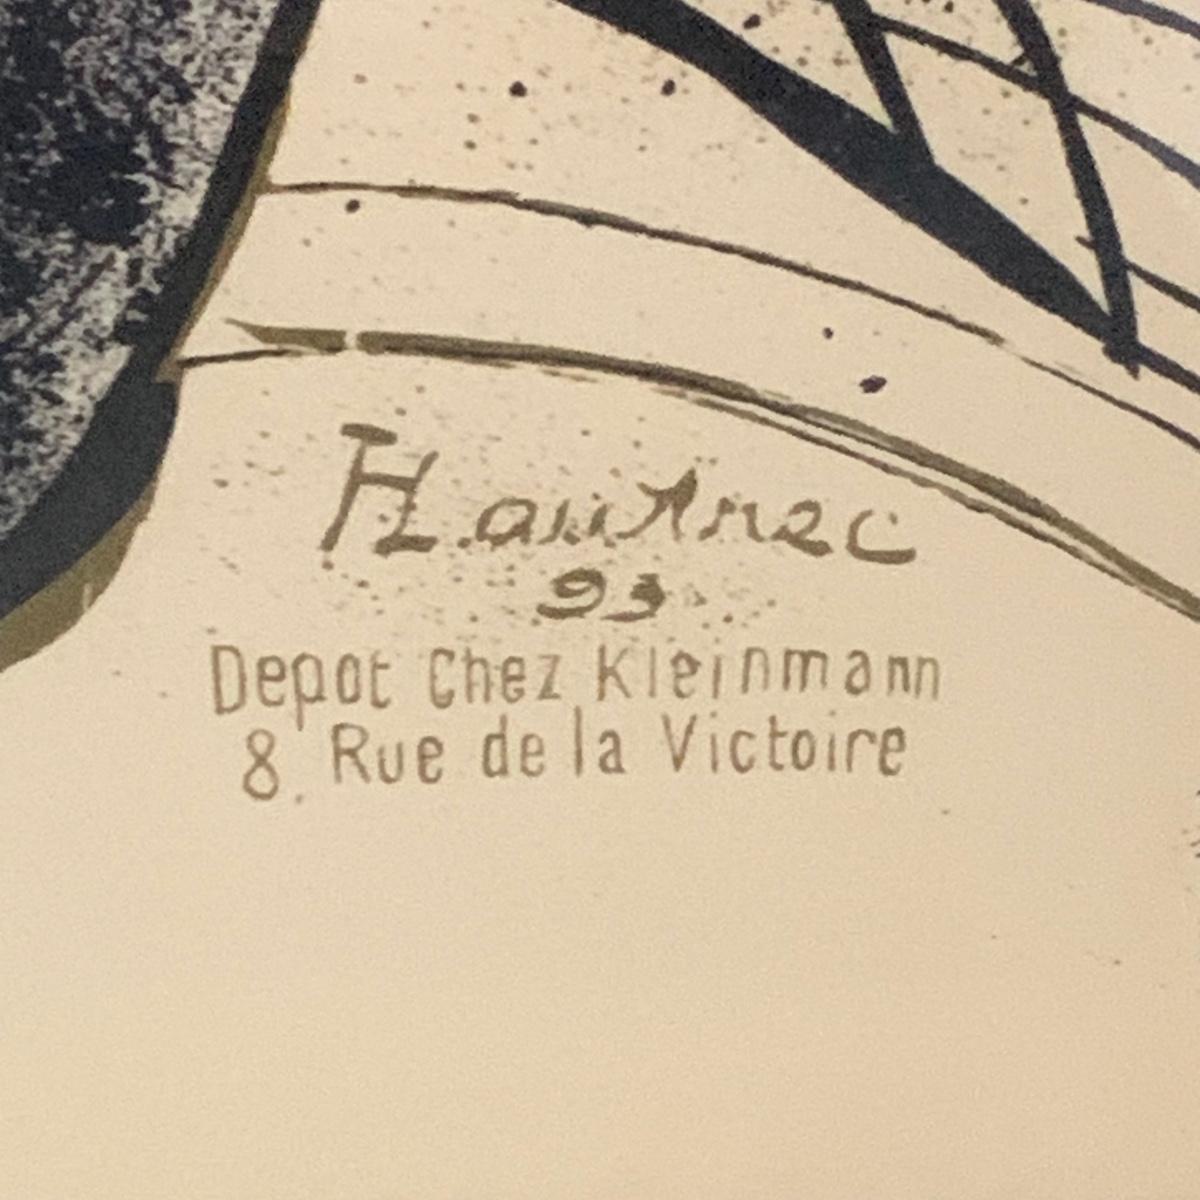 HLautrec
93
Depot Chez Kleinmann
8. Rue de la Victoire